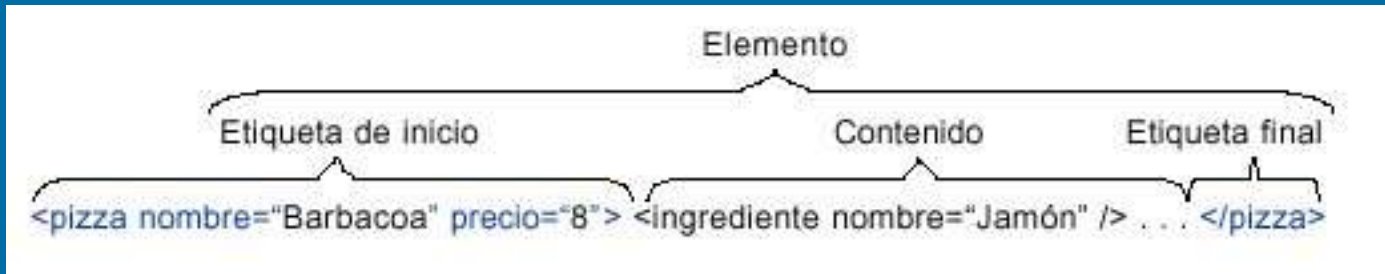 Elemento
Etiqueta de inicio Contenido Etiqueta final
<pizza nombre=“Barbacoa” precio=“8”> <ingrediente nombre=“Jamón” /> . . . </pizza>